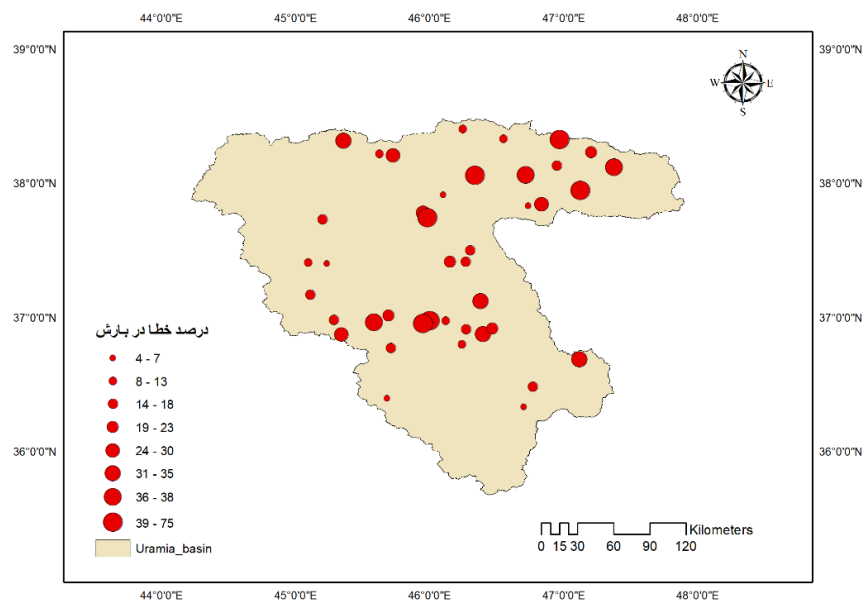 44°0'0"E 45°0'0"E 46°0'0"E 47°0'0"E 48°0'0"E
39°0'0"N 39°0'0"N
N
W E
S
38°0'0"N 38°0'0"N
37°0'0"N 37°0'0"N
درصد خطا در بارش
4 - 7
8 - 13
14 - 18
19 - 23
24 - 30
36°0'0"N 36°0'0"N
31 - 35
36 - 38
39 - 75
Kilometers
Uramia_basin
0 15 30 60 90 120
44°0'0"E 45°0'0"E 46°0'0"E 47°0'0"E 48°0'0"E